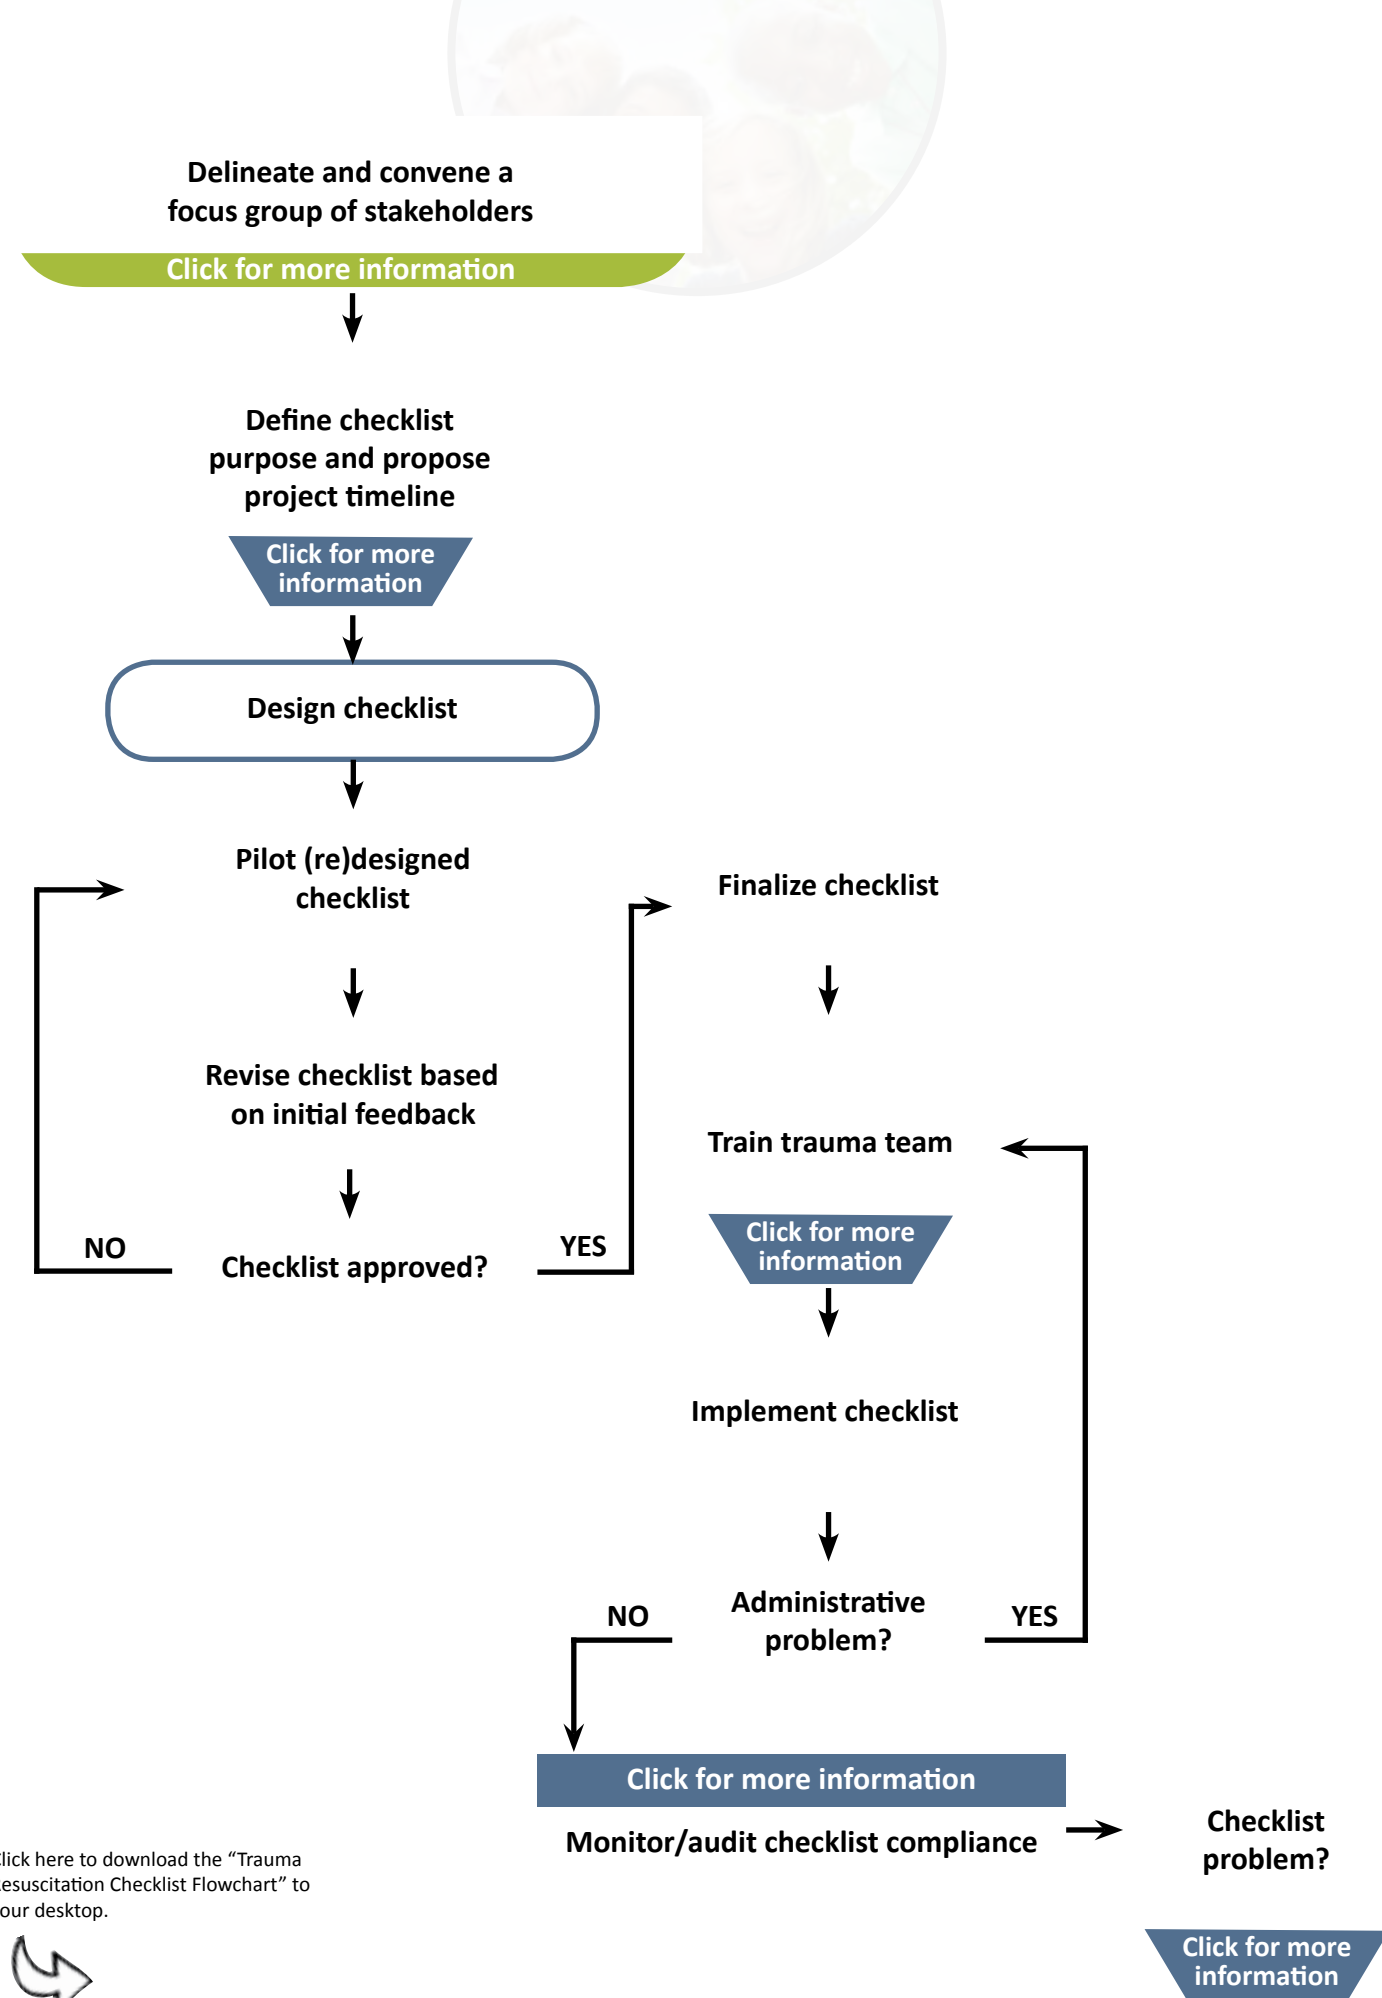 Delineate and convene a
focus group of stakeholders
Click for more information
Define checklist
purpose and propose
project timeline
Click for more
information
Design checklist
Pilot (re)designed
checklist
Revise checklist based
on initial feedback
NO
Checklist approved?
YES
Finalize checklist
Train trauma team
Click for more
information
Implement checklist
NO
Administrative
problem?
YES
Click for more information
Monitor/audit checklist compliance
Checklist
problem?
Click for more
information
Click here to download the “Trauma
Resuscitation Checklist Flowchart” to
your desktop.